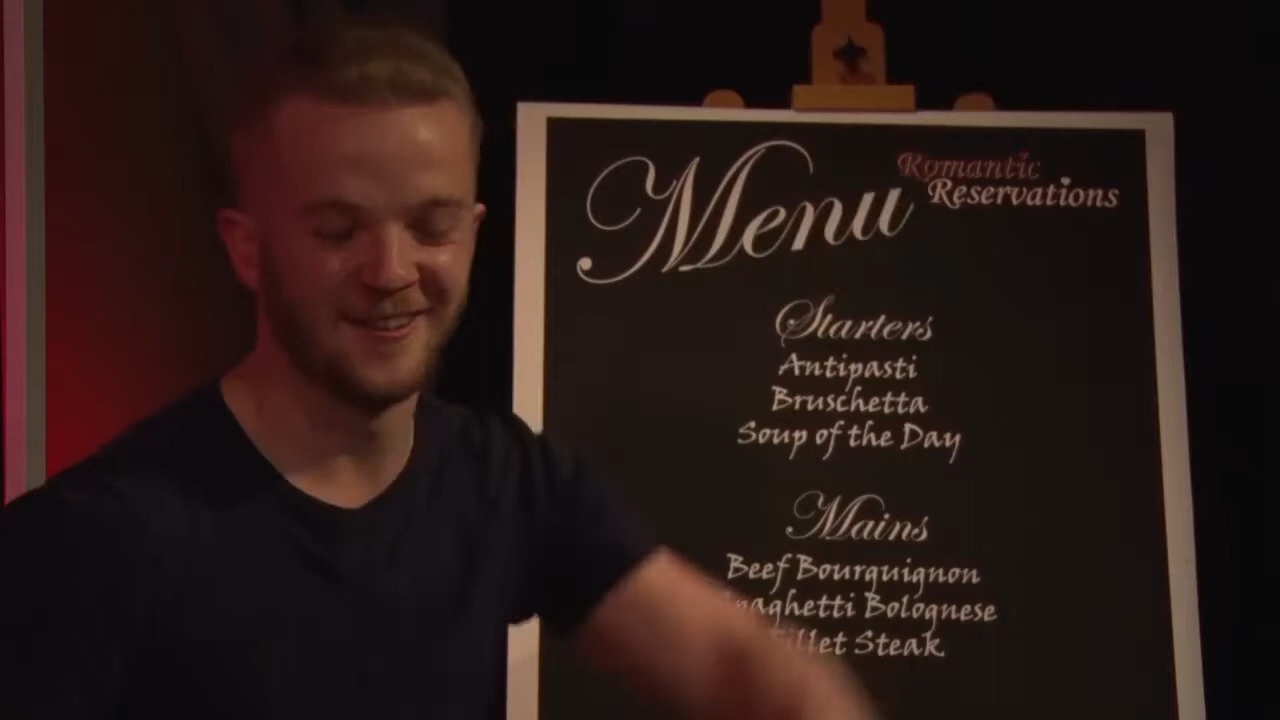 Menu
Romantic
Reservations
Starters
Antipasti
Bruschetta
Soup of the Day
Mains
Beef Bourguignon
Bolognese
Steak